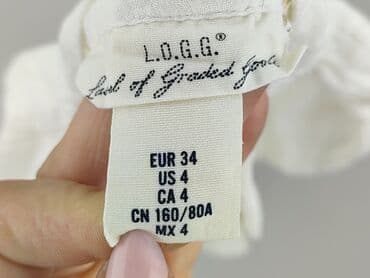 L.O.G.G.®
Label of Graded Goods
EUR 34
US 4
CA 4
CN 160/80A
MX 4